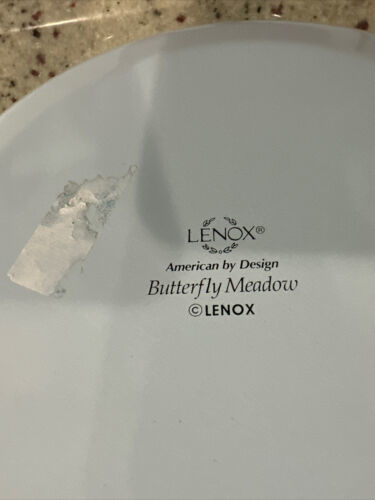 LENOX®
American by Design
Butterfly Meadow
©LENOX